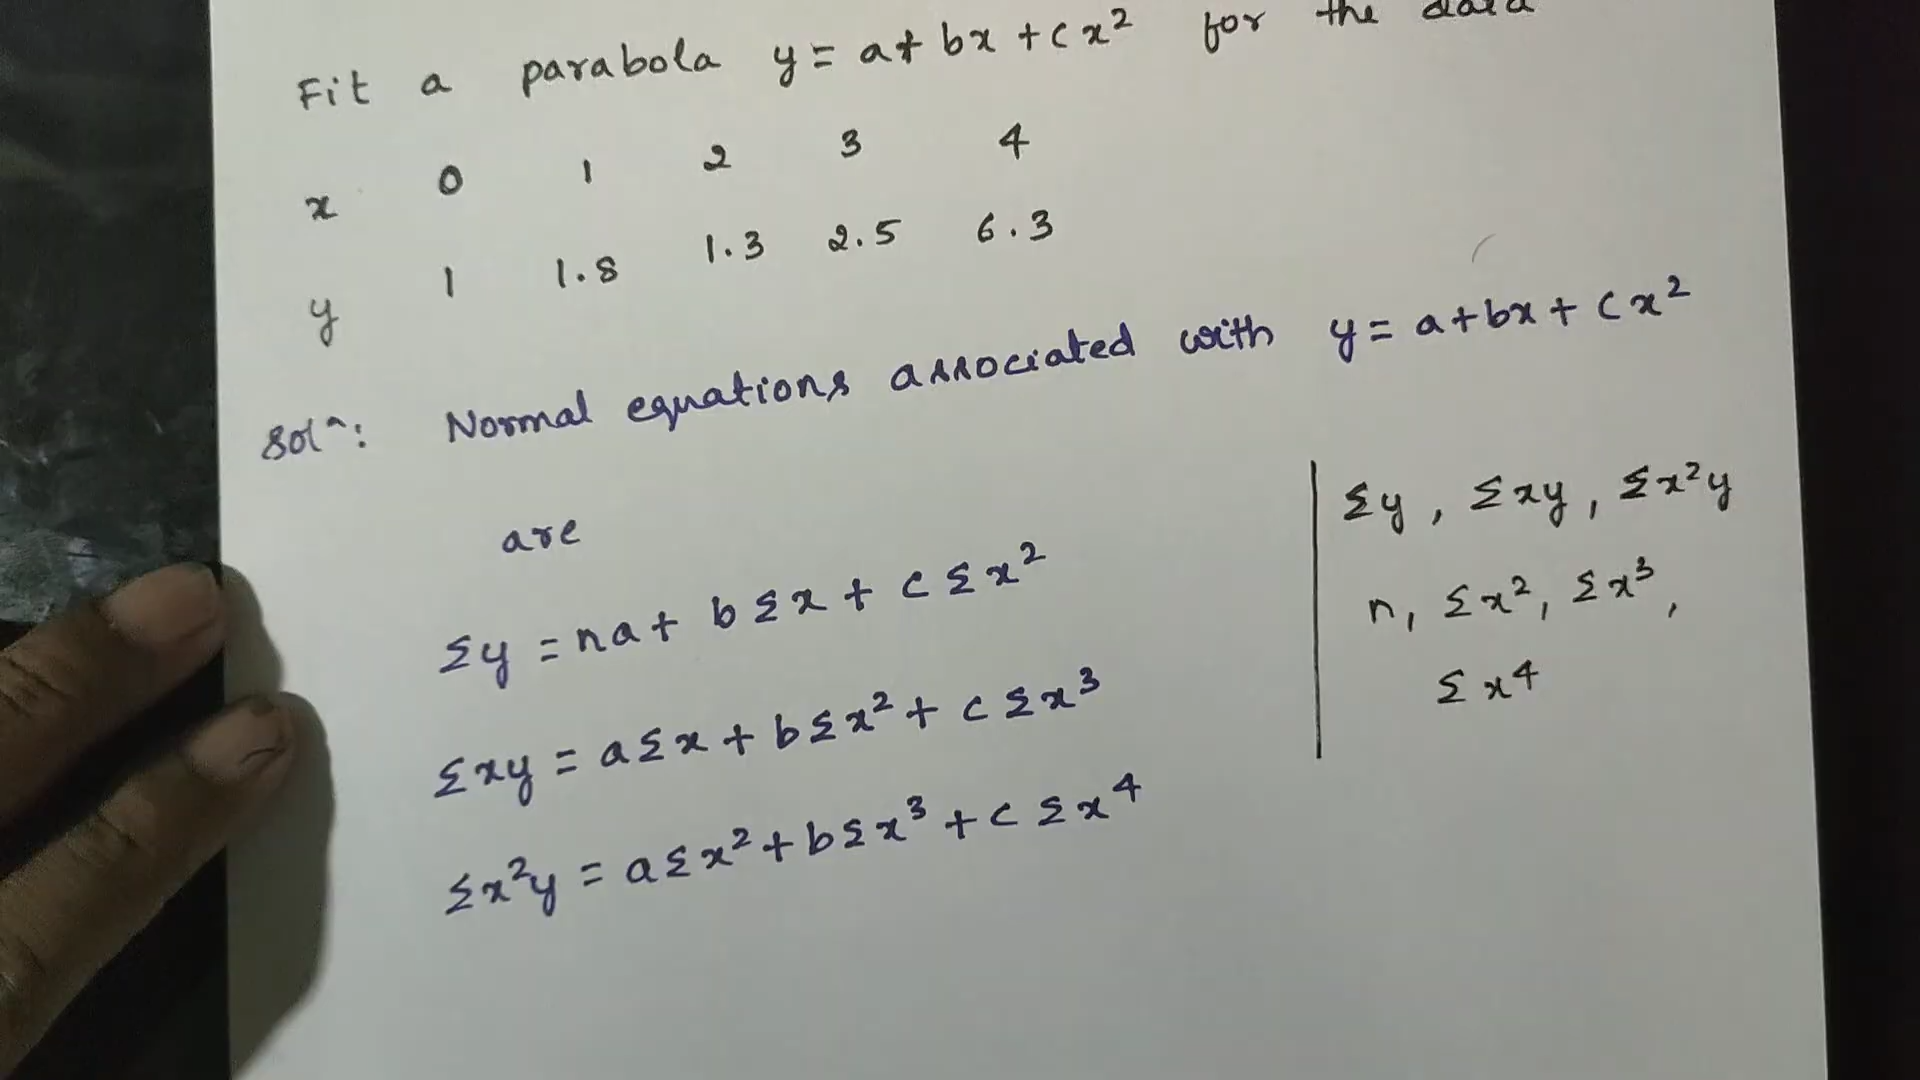 Fit a parabola y = a + bx + cx² for the data
x 0 1 2 3 4
y 1 1.8 1.3 2.5 6.3
Solⁿ: Normal equations associated with y = a + bx + cx²
are
Σy = na + bΣx + cΣx²
Σxy = aΣx + bΣx² + cΣx³
Σx²y = aΣx² + bΣx³ + cΣx⁴
Σy, Σxy, Σx²y
n, Σx², Σx³,
Σx⁴